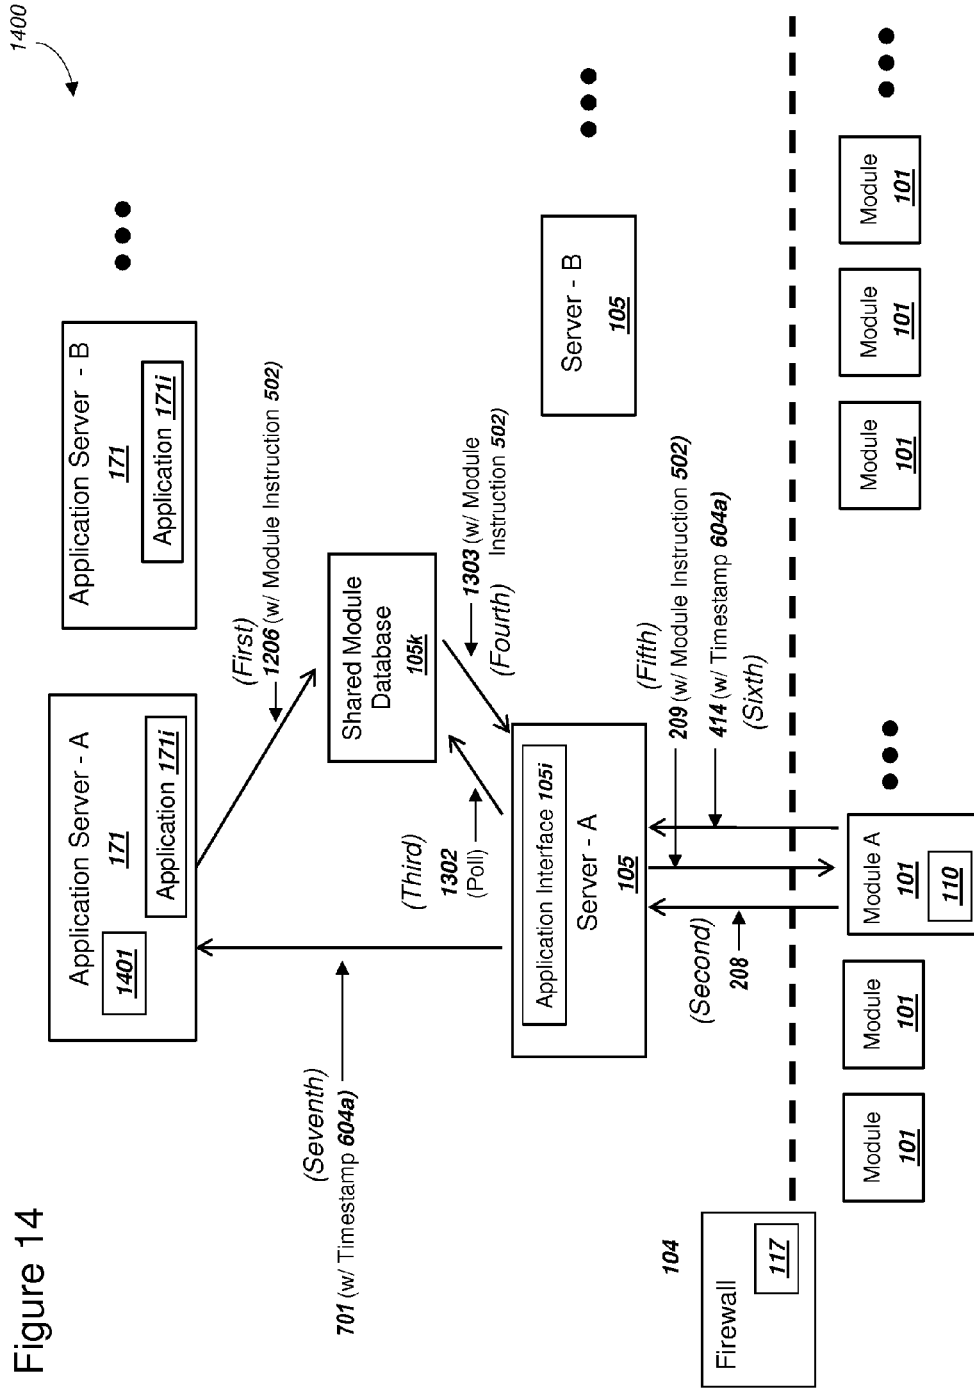 Figure 14
1400
Application Server - A
171
1401
Application 171i
Application Server - B
171
Application 171i
(First)
1206 (w/ Module Instruction 502)
Shared Module
Database
105k
(Seventh)
701 (w/ Timestamp 604a)
(Third)
1302
(Poll)
1303 (w/ Module
Instruction 502)
(Fourth)
Application Interface 105i
Server - A
105
Server - B
105
(Second)
208
(Fifth)
209 (w/ Module Instruction 502)
414 (w/ Timestamp 604a)
(Sixth)
104
Firewall
117
Module
101
Module
101
Module A
101
110
Module
101
Module
101
Module
101